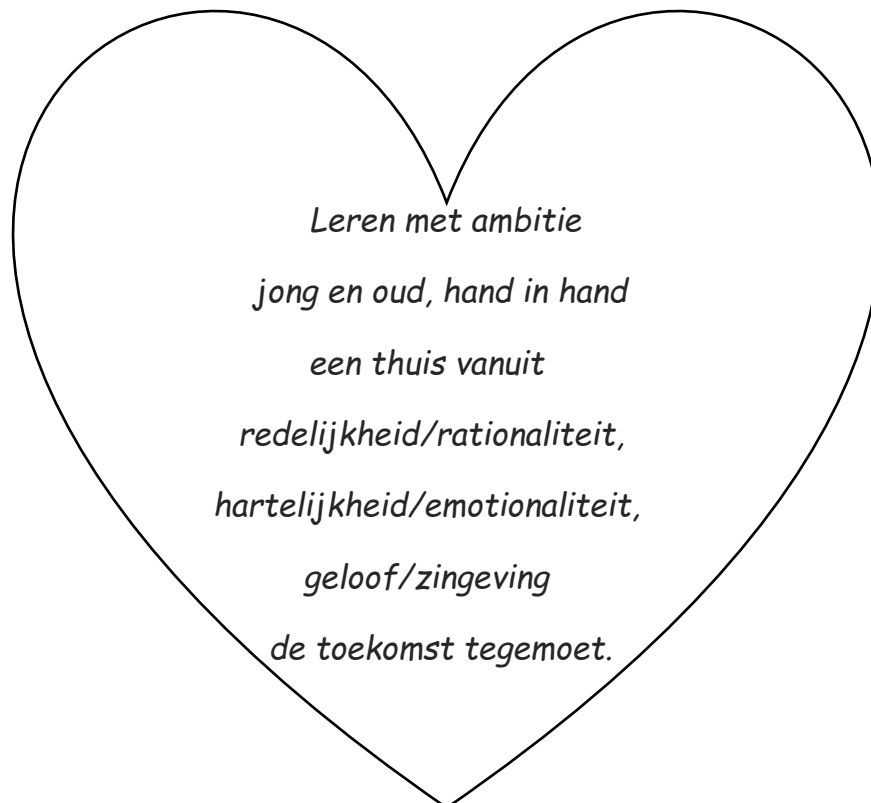 Leren met ambitie
jong en oud, hand in hand
een thuis vanuit
redelijkheid/rationaliteit,
hartelijkheid/emotionaliteit,
geloof/zingeving
de toekomst tegemoet.